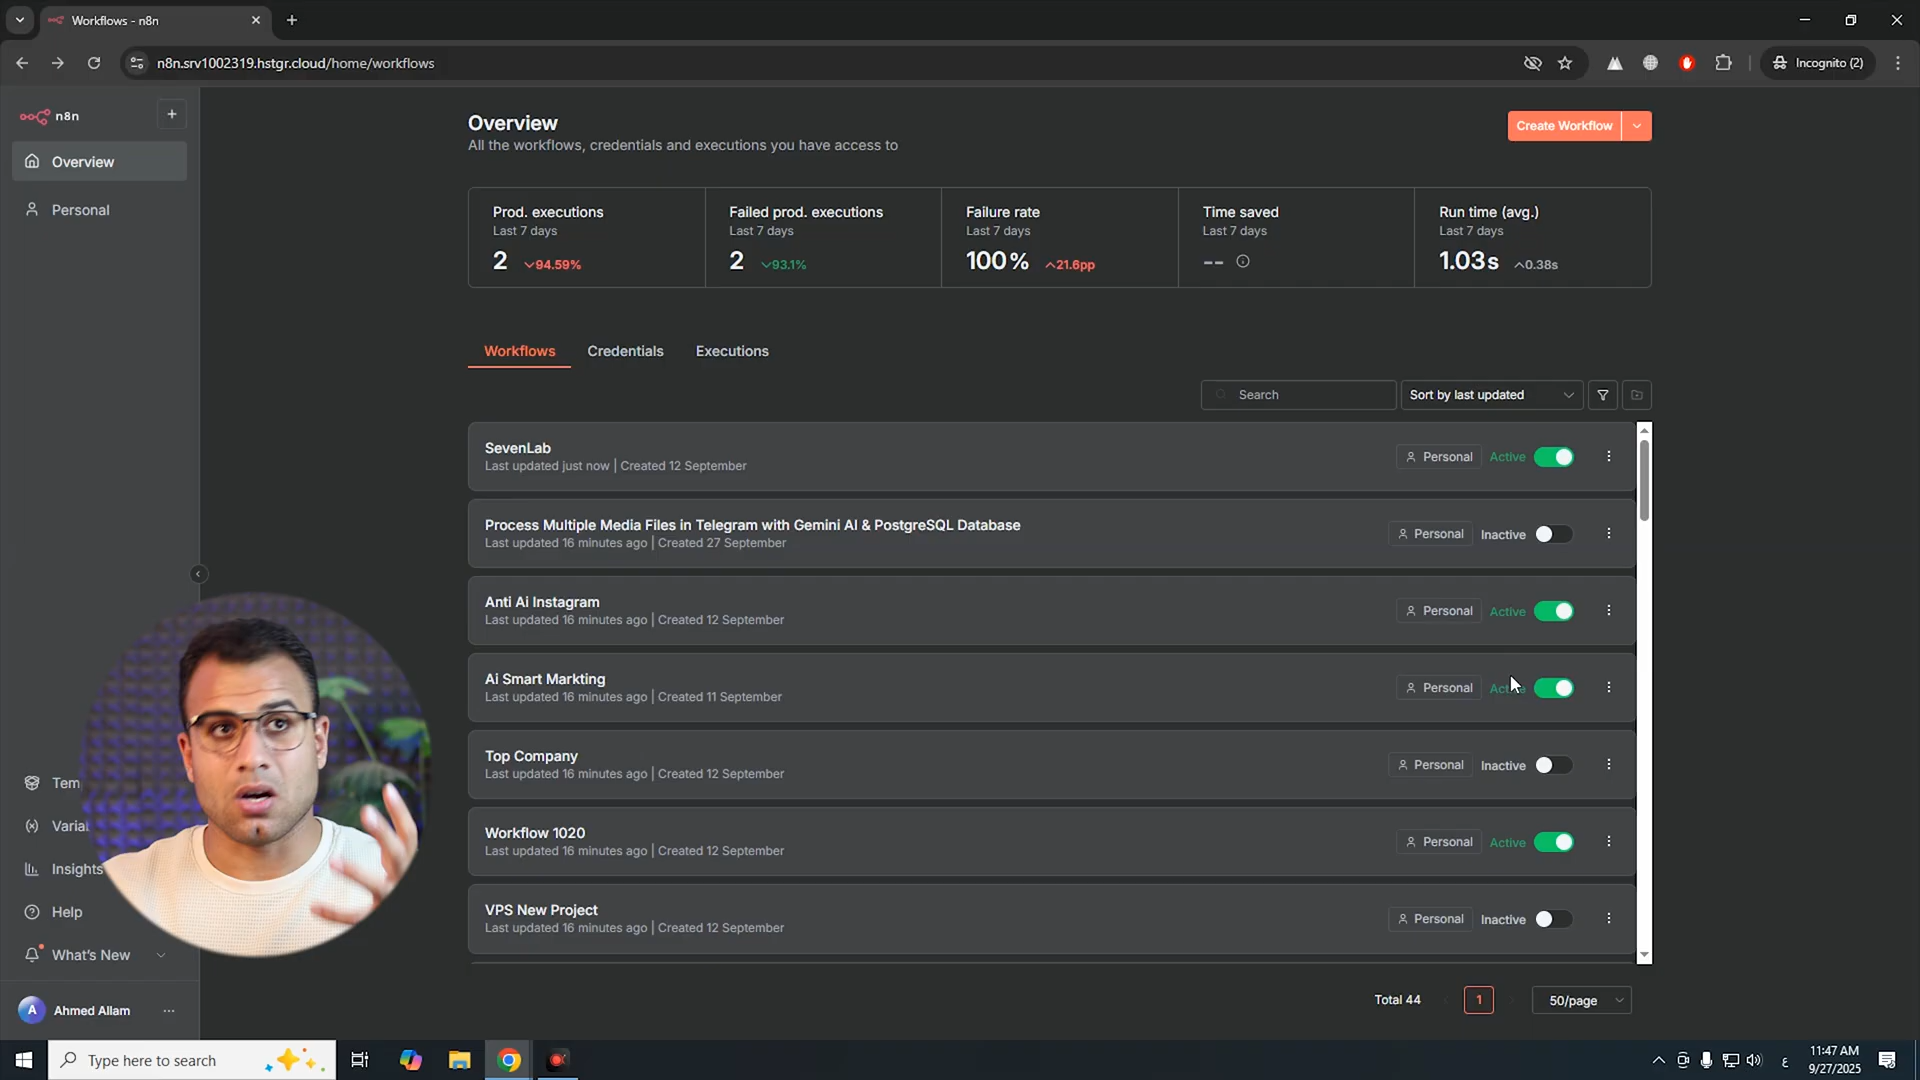 Workflows - n8n
n8n.srv1002319.hstgr.cloud/home/workflows
Incognito (2)
n8n
Overview
Personal
Overview
All the workflows, credentials and executions you have access to
Create Workflow
Prod. executions
Last 7 days
2 94.59%
Failed prod. executions
Last 7 days
2 93.1%
Failure rate
Last 7 days
100% 21.6pp
Time saved
Last 7 days
--
Run time (avg.)
Last 7 days
1.03s 0.38s
Workflows Credentials Executions
Search
Sort by last updated
SevenLab
Last updated just now | Created 12 September
Personal Active
Process Multiple Media Files in Telegram with Gemini AI & PostgreSQL Database
Last updated 16 minutes ago | Created 27 September
Personal Inactive
Anti Ai Instagram
Last updated 16 minutes ago | Created 12 September
Personal Active
Ai Smart Markting
Last updated 16 minutes ago | Created 11 September
Personal
Top Company
Last updated 16 minutes ago | Created 12 September
Personal Inactive
Workflow 1020
Last updated 16 minutes ago | Created 12 September
Personal Active
VPS New Project
Last updated 16 minutes ago | Created 12 September
Personal Inactive
Total 44 1 50/page
Insights
Help
What's New
A Ahmed Allam
Type here to search
ع
11:47 AM
9/27/2025